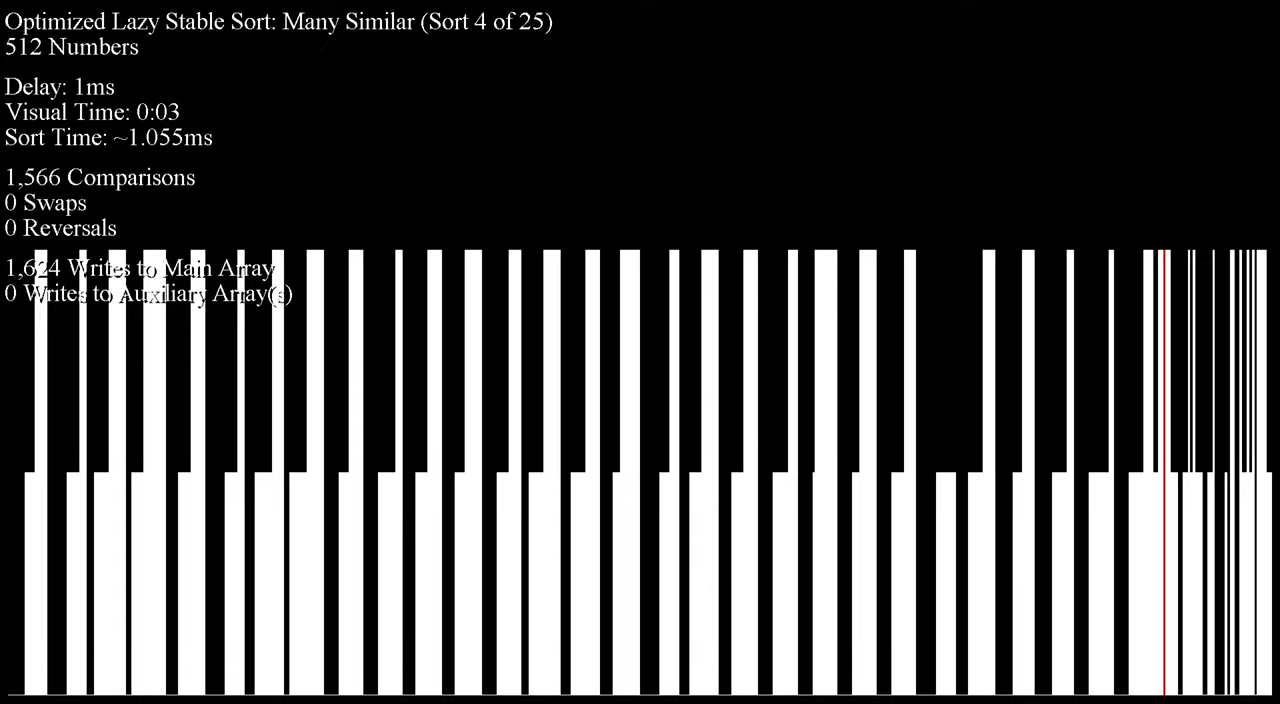 Optimized Lazy Stable Sort: Many Similar (Sort 4 of 25)
512 Numbers
Delay: 1ms
Visual Time: 0:03
Sort Time: ~1.055ms
1,566 Comparisons
0 Swaps
0 Reversals
1,624 Writes to Main Array
0 Writes to Auxiliary Array(s)